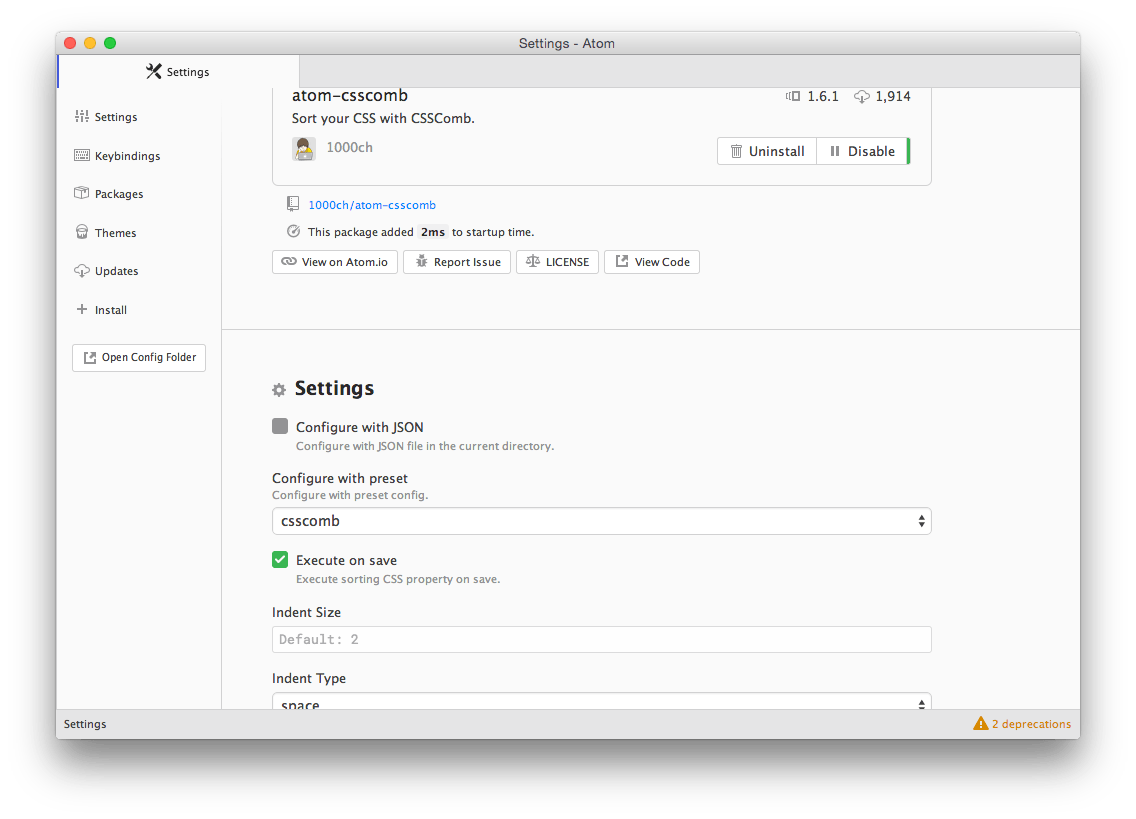 Settings - Atom
Settings
Settings
Keybindings
Packages
Themes
Updates
Install
Open Config Folder
atom-csscomb
1.6.1
1,914
Sort your CSS with CSSComb.
1000ch
Uninstall
Disable
1000ch/atom-csscomb
This package added 2ms to startup time.
View on Atom.io
Report Issue
LICENSE
View Code
Settings
Configure with JSON
Configure with JSON file in the current directory.
Configure with preset
Configure with preset config.
csscomb
Execute on save
Execute sorting CSS property on save.
Indent Size
Default: 2
Indent Type
space
Settings
2 deprecations